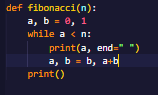 def fibonacci(n):
    a, b = 0, 1
    while a < n:
        print(a, end=" ")
        a, b = b, a+b
    print()